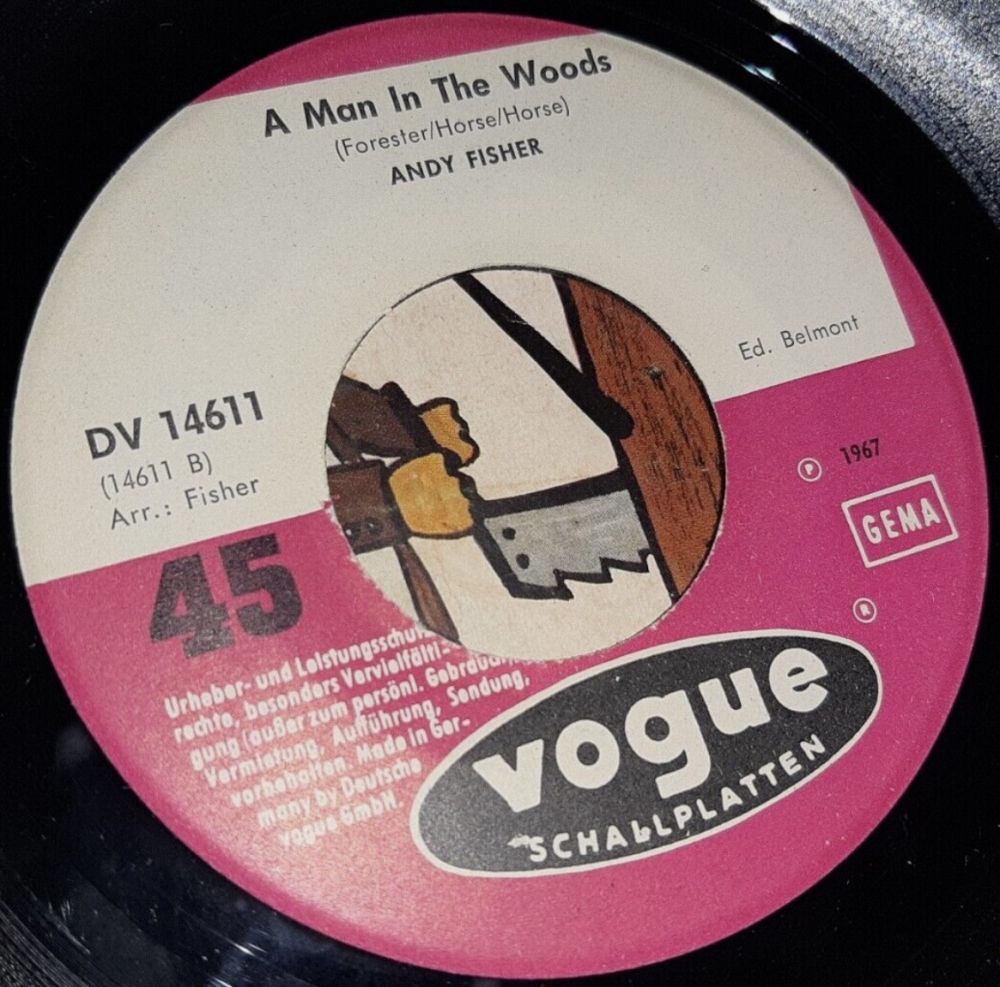 A Man In The Woods
(Forester/Horse/Horse)
ANDY FISHER
Ed. Belmont
DV 14611
(14611 B)
Arr.: Fisher
45
℗ 1967
GEMA
®
Urheber- und Leistungsschutz
rechte, besonders Vervielfälti-
gung (außer zum persönl. Gebrauch),
Vermietung, Aufführung, Sendung,
vorbehalten. Made in Ger-
many by Deutsche
vogue GmbH.
vogue
SCHALLPLATTEN